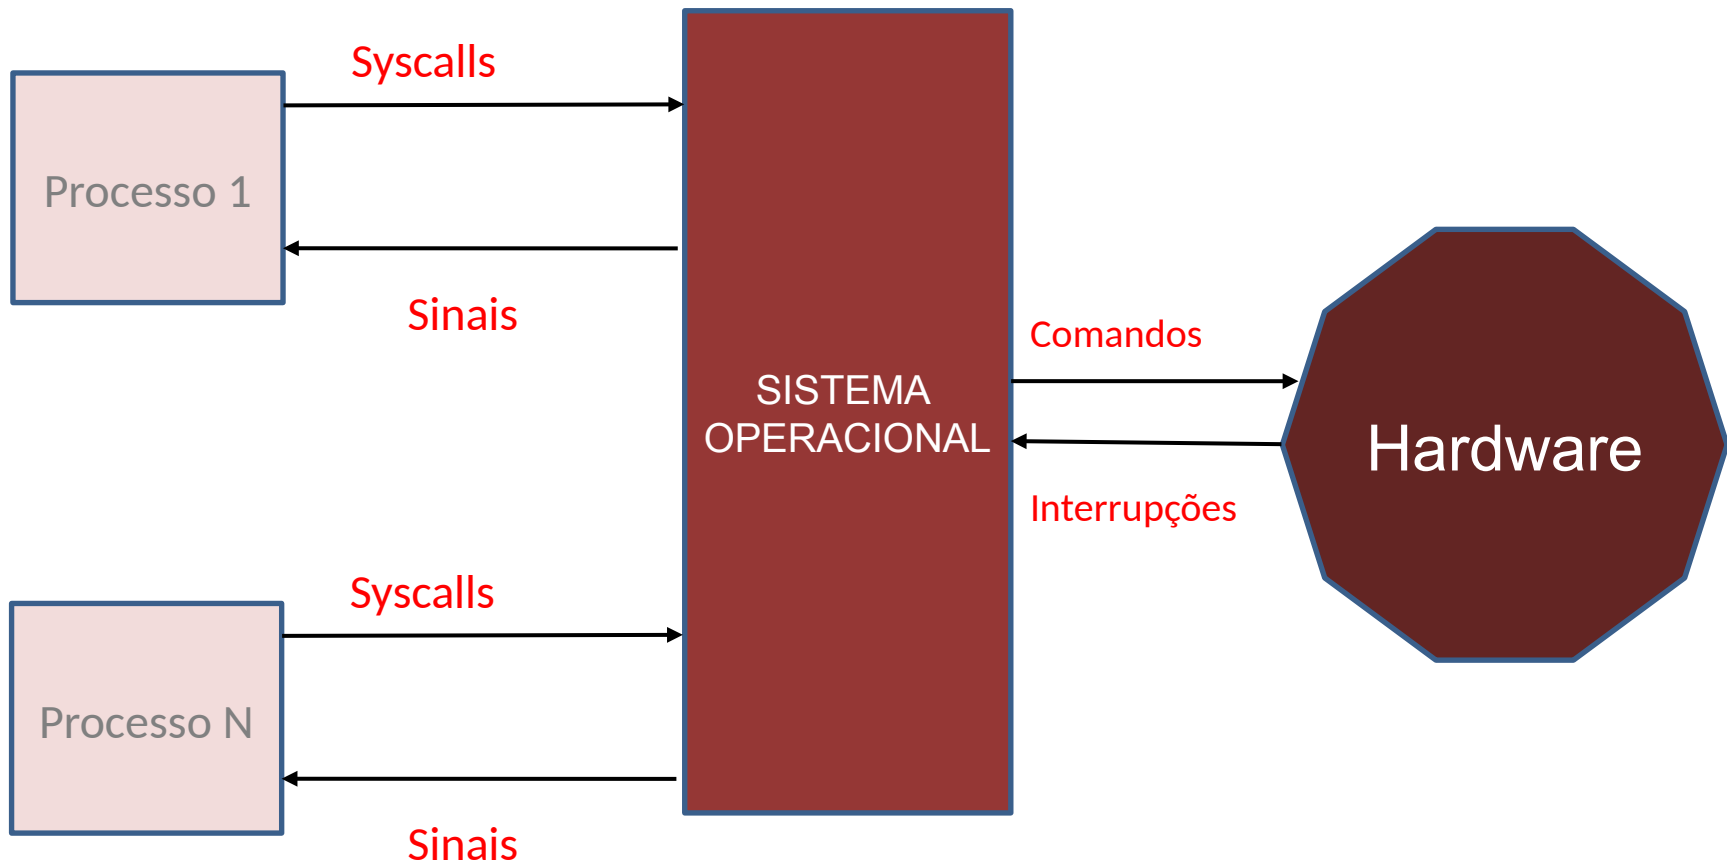 Syscalls
Processo 1
Sinais
SISTEMA
OPERACIONAL
Comandos
Interrupções
Hardware
Syscalls
Processo N
Sinais